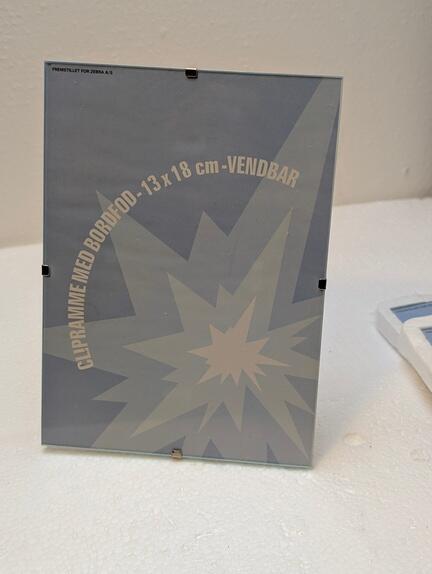 FREMSTILLET FOR ZEBRA A/S
CLIPRAMME MED BORDFOD - 13 x 18 cm - VENDBAR